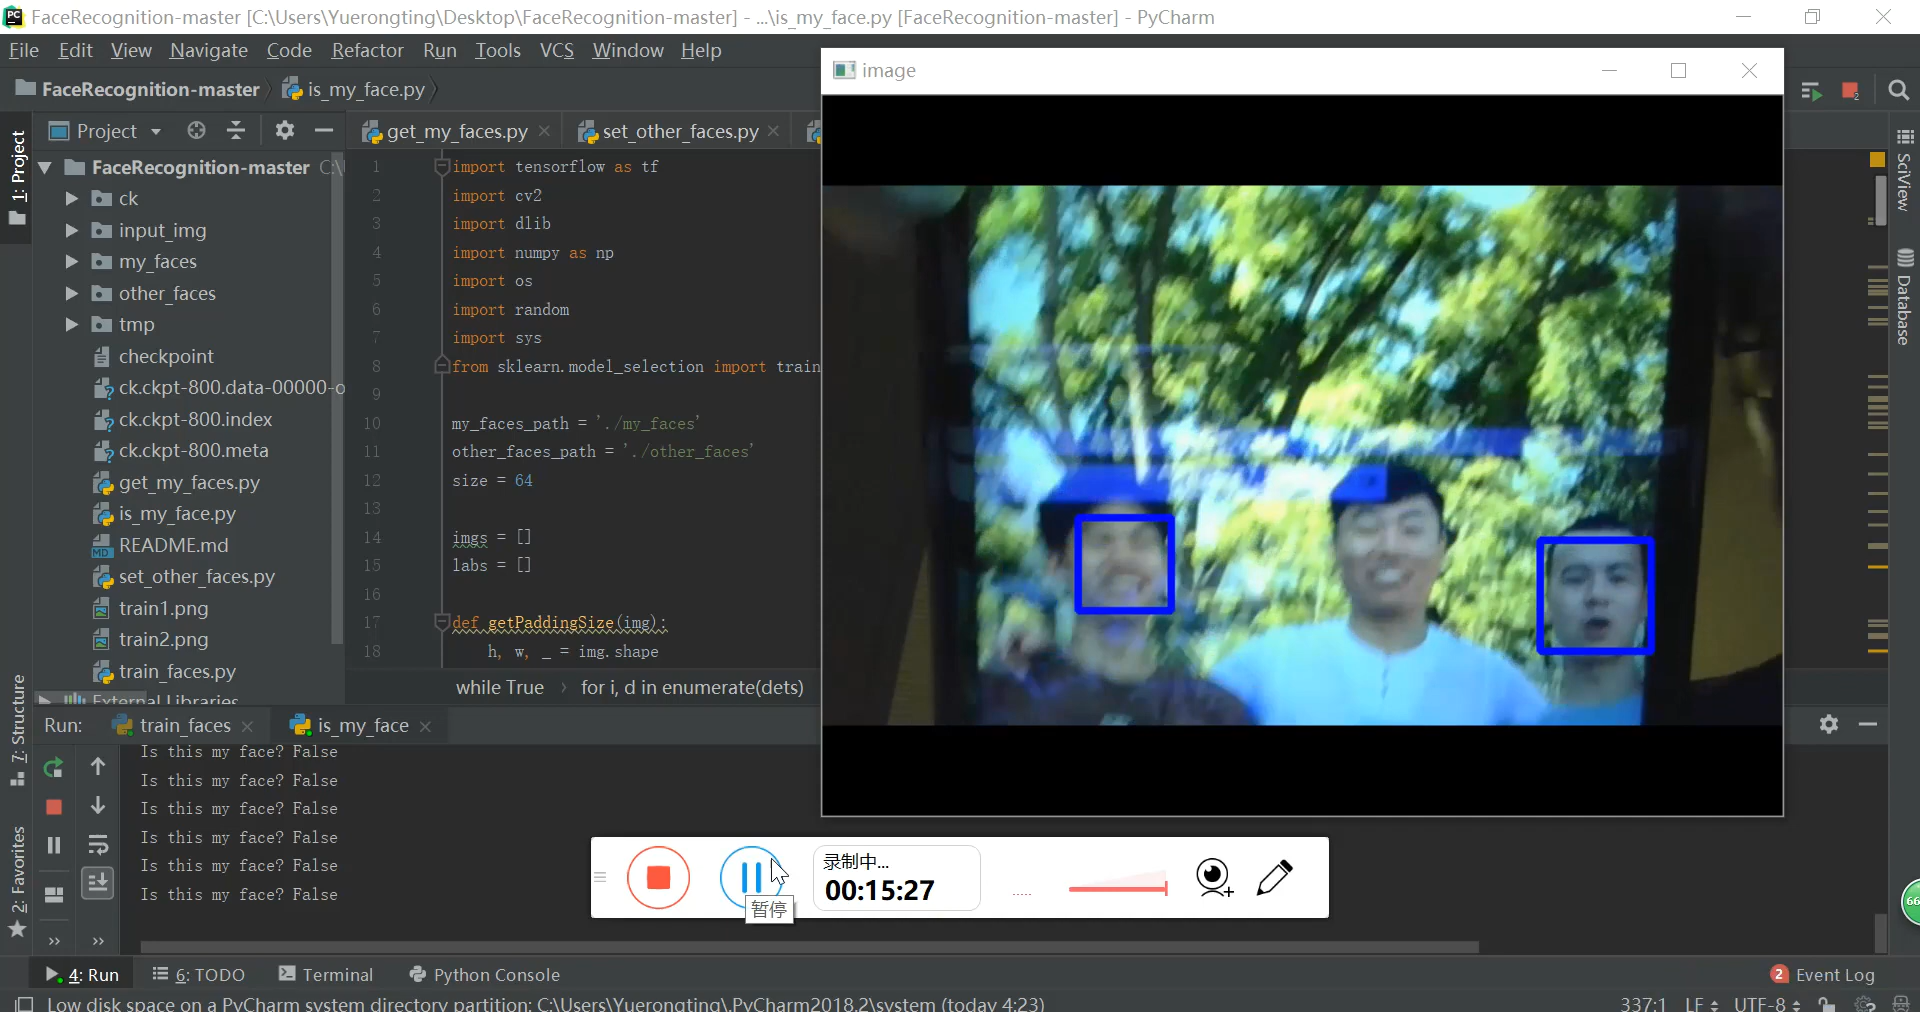 FaceRecognition-master [C:\Users\Yuerongting\Desktop\FaceRecognition-master] - ...\is_my_face.py [FaceRecognition-master] - PyCharm
File Edit View Navigate Code Refactor Run Tools VCS Window Help
FaceRecognition-master is_my_face.py
image
1: Project
Project
get_my_faces.py
set_other_faces.py
FaceRecognition-master C:\
ck
input_img
my_faces
other_faces
tmp
checkpoint
ck.ckpt-800.data-00000-o
ck.ckpt-800.index
ck.ckpt-800.meta
get_my_faces.py
is_my_face.py
README.md
set_other_faces.py
train1.png
train2.png
train_faces.py
External Libraries
1 import tensorflow as tf
2 import cv2
3 import dlib
4 import numpy as np
5 import os
6 import random
7 import sys
8 from sklearn.model_selection import train
9
10 my_faces_path = './my_faces'
11 other_faces_path = './other_faces'
12 size = 64
13
14 imgs = []
15 labs = []
16
17 def getPaddingSize(img):
18 h, w, _ = img.shape
while True › for i, d in enumerate(dets)
SciView
Database
7: Structure
2: Favorites
Run: train_faces is_my_face
Is this my face? False
Is this my face? False
Is this my face? False
Is this my face? False
Is this my face? False
Is this my face? False
录制中...
00:15:27
暂停
66
4: Run 6: TODO Terminal Python Console 2 Event Log
Low disk space on a PyCharm system directory partition: C:\Users\Yuerongting\.PyCharm2018.2\system (today 4:23) 337:1 LF UTF-8